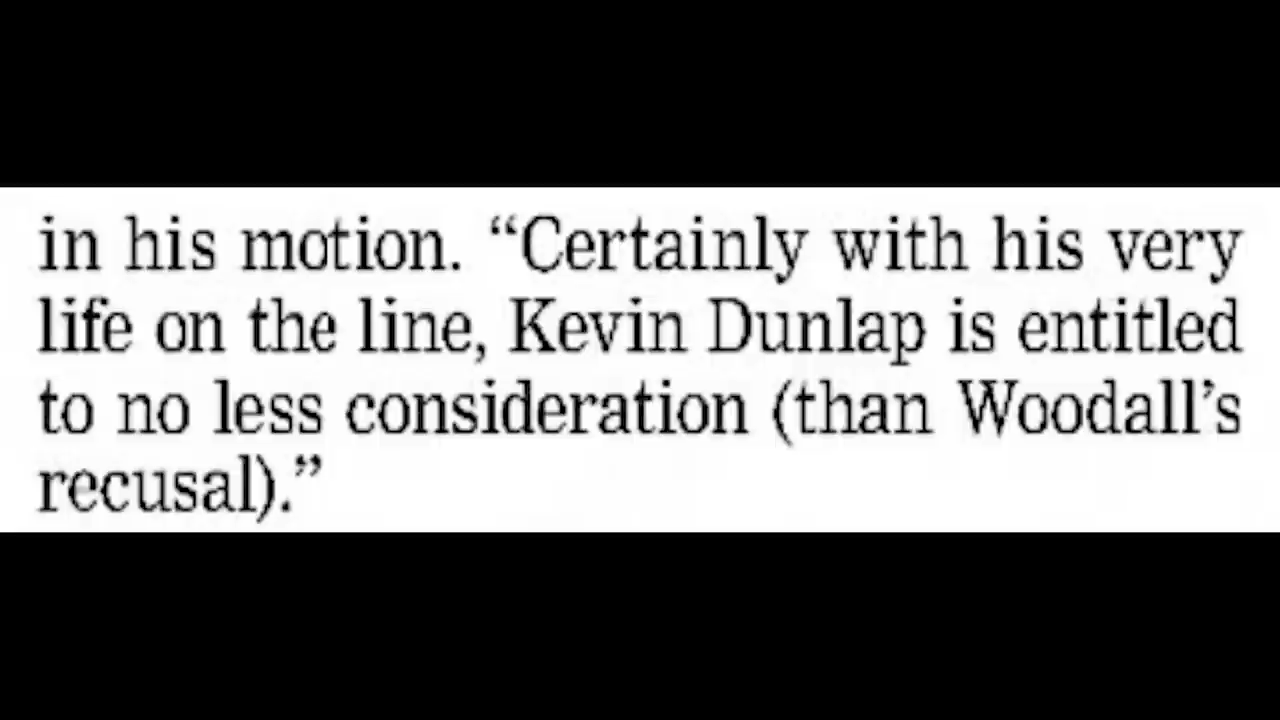 in his motion. “Certainly with his very
life on the line, Kevin Dunlap is entitled
to no less consideration (than Woodall’s
recusal).”